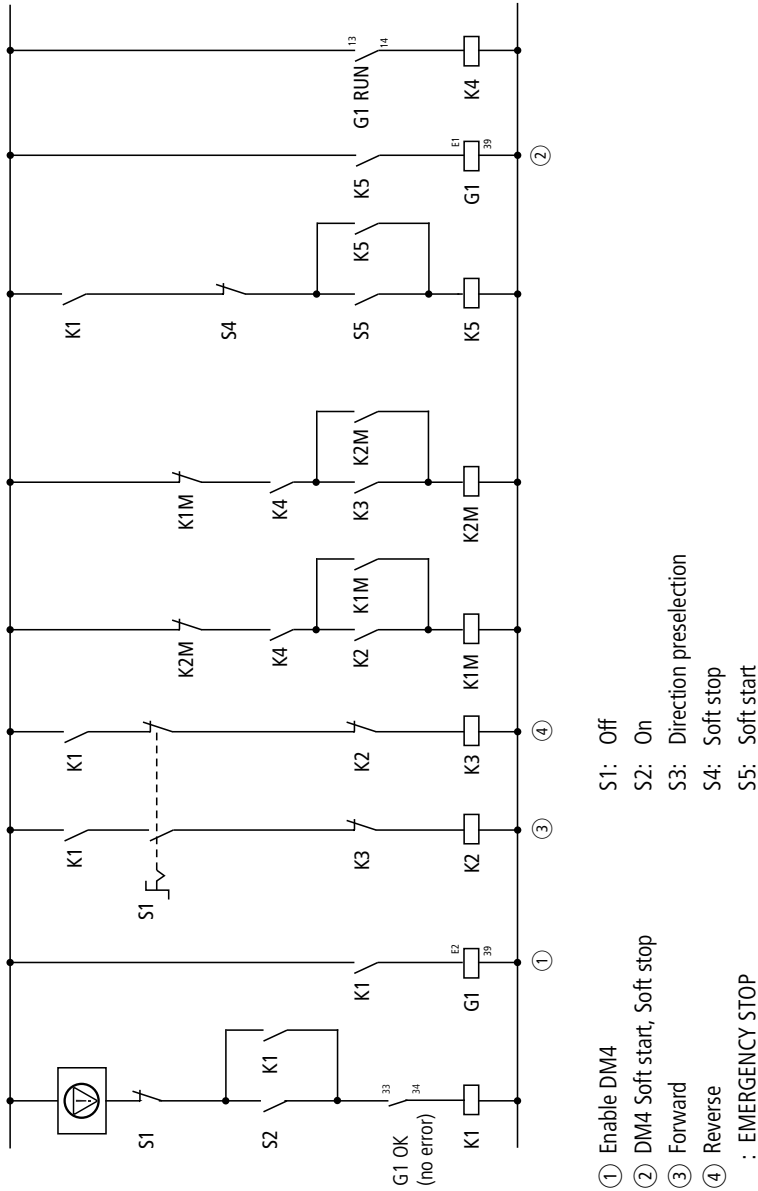 S1
S2
K1
G1 OK
(no error)
33
34
K1
K1
G1
E2
39
①
S1
K1
K3
K2
③
K1
K2
K3
④
K2M
K4
K2
K1M
K1M
K1M
K4
K3
K2M
K2M
K1
S4
S5
K5
K5
K5
G1
E1
39
②
G1 RUN
13
14
K4
① Enable DM4
② DM4 Soft start, Soft stop
③ Forward
④ Reverse
: EMERGENCY STOP
S1: Off
S2: On
S3: Direction preselection
S4: Soft stop
S5: Soft start